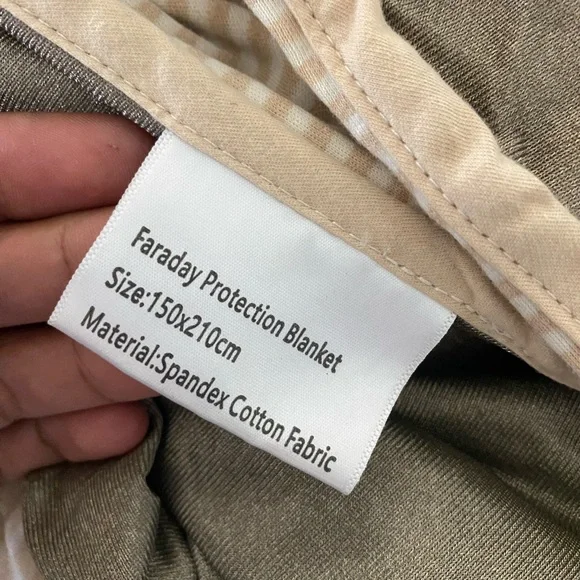 Faraday Protection Blanket
Size:150x210cm
Material:Spandex Cotton Fabric